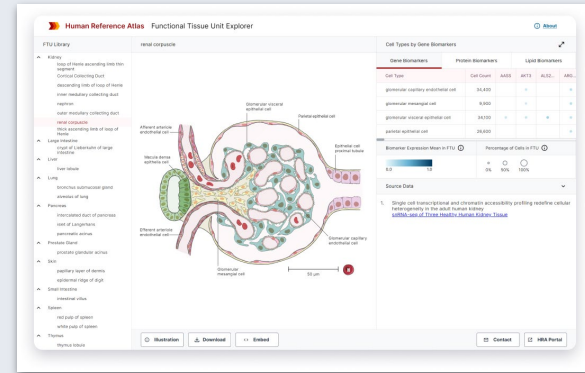 Human Reference Atlas Functional Tissue Unit Explorer
About
FTU Library
Kidney
loop of Henle ascending limb thin
segment
Cortical Collecting Duct
descending limb of loop of Henle
inner medullary collecting duct
nephron
outer medullary collecting duct
renal corpuscle
thick ascending limb of loop of
Henle
Large Intestine
crypt of Lieberkuhn of large
intestine
Liver
liver lobule
Lung
bronchus submucosal gland
alveolus of lung
Pancreas
intercalated duct of pancreas
islet of Langerhans
pancreatic acinus
Prostate Gland
prostate glandular acinus
Skin
papillary layer of dermis
epidermal ridge of digit
Small Intestine
intestinal villus
Spleen
red pulp of spleen
white pulp of spleen
Thymus
thymus lobule
renal corpuscle
Glomerular visceral
epithelial cell
Parietal epithelial cell
Afferent arteriole
endothelial cell
Epithelial cell
proximal tubule
Macula densa
epithelial cell
Efferent arteriole
endothelial cell
Glomerular capillary
endothelial cell
Glomerular
mesangial cell
50 μm
Illustration
Download
Embed
Cell Types by Gene Biomarkers
Gene Biomarkers Protein Biomarkers Lipid Biomarkers
Cell Type Cell Count AASS AKT3 ALS2...
glomerular capillary endothelial
cell
glomerular mesangial cell
glomerular visceral epithelial cell
parietal epithelial cell
Biomarker Expression Mean in FTU
Percentage of Cells in FTU
0.0 1.0
0% 50% 100%
Source Data
1. Single cell transcriptional and chromatin accessibility profiling redefine cellular
heterogeneity in the adult human kidney
snRNA-seq of Three Healthy Human Kidney Tissue
Contact
HRA Portal